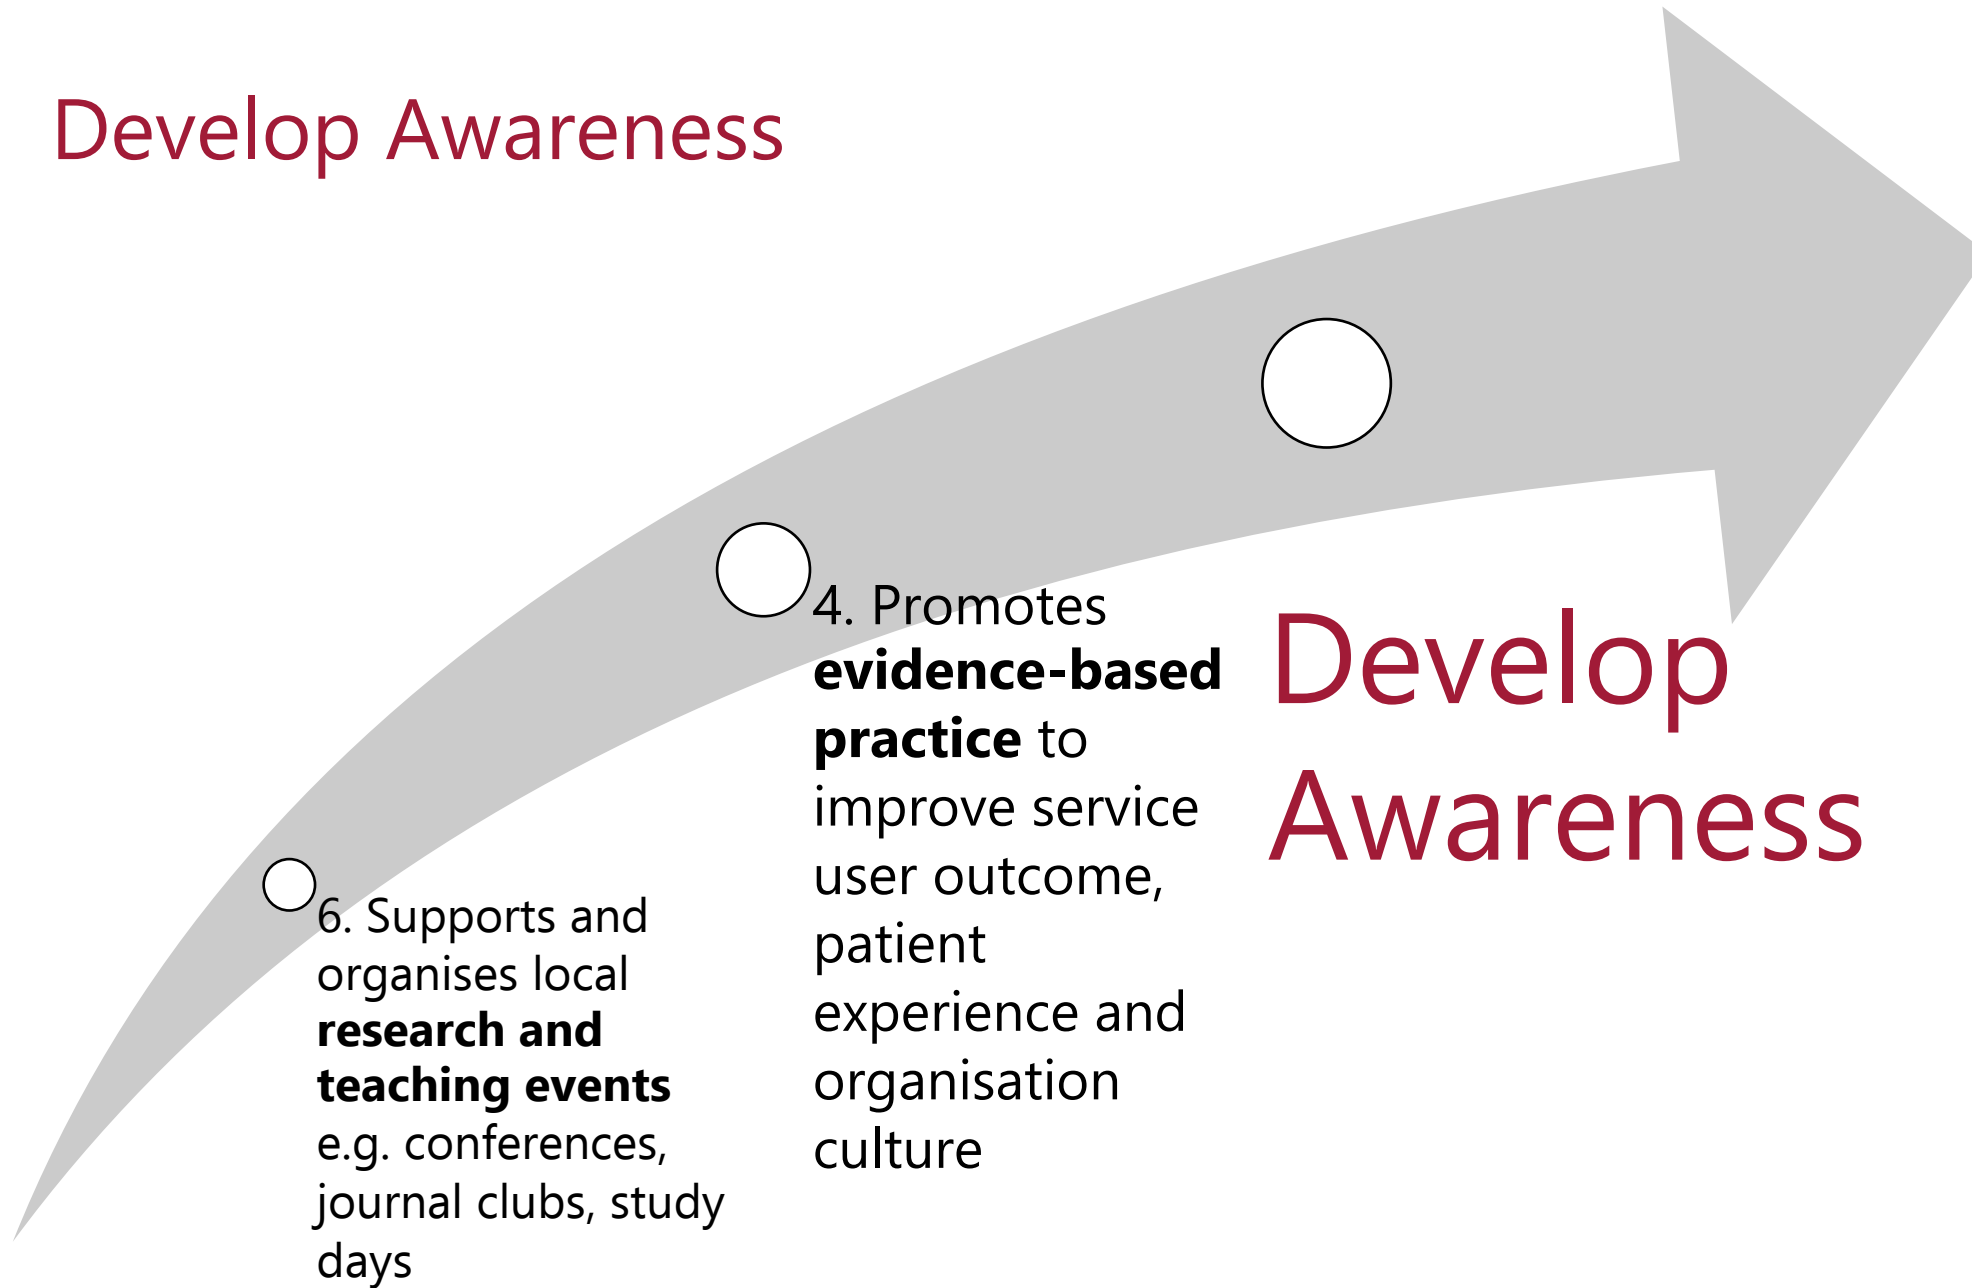 Develop Awareness
6. Supports and
organises local
research and
teaching events
e.g. conferences,
journal clubs, study
days
4. Promotes
evidence-based
practice to
improve service
user outcome,
patient
experience and
organisation
culture
Develop
Awareness